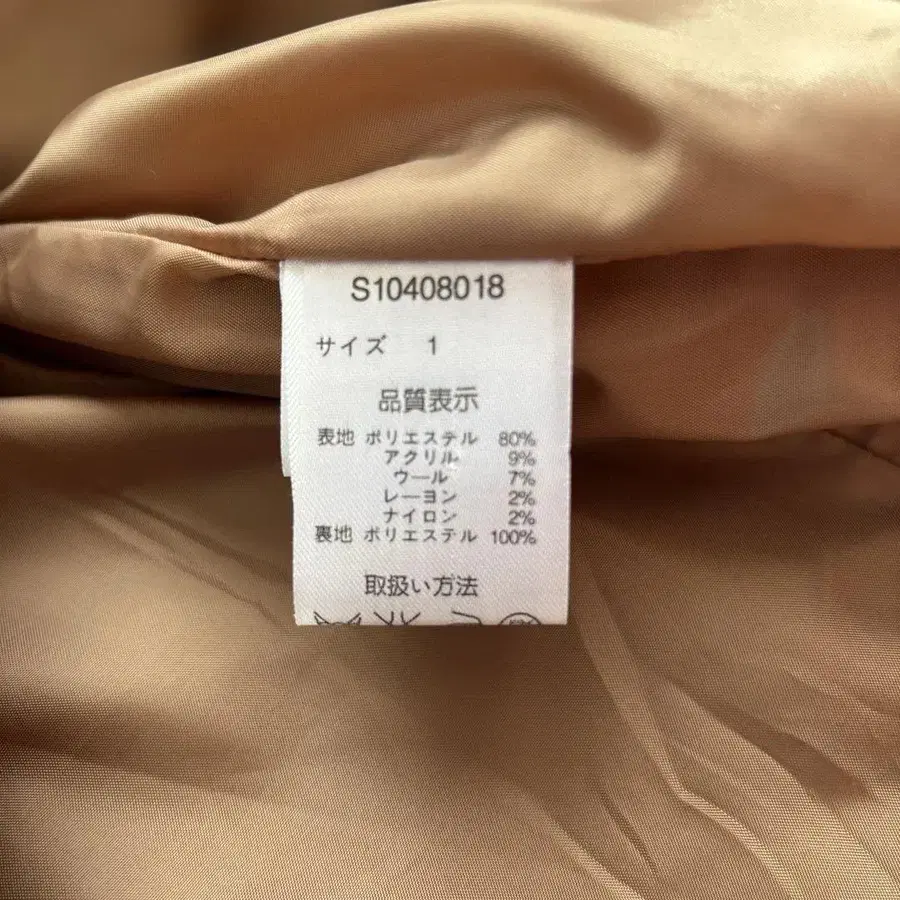 S10408018
サイズ 1
品質表示
表地 ポリエステル 80%
アクリル 9%
ウール 7%
レーヨン 2%
ナイロン 2%
裏地 ポリエステル 100%
取扱い方法